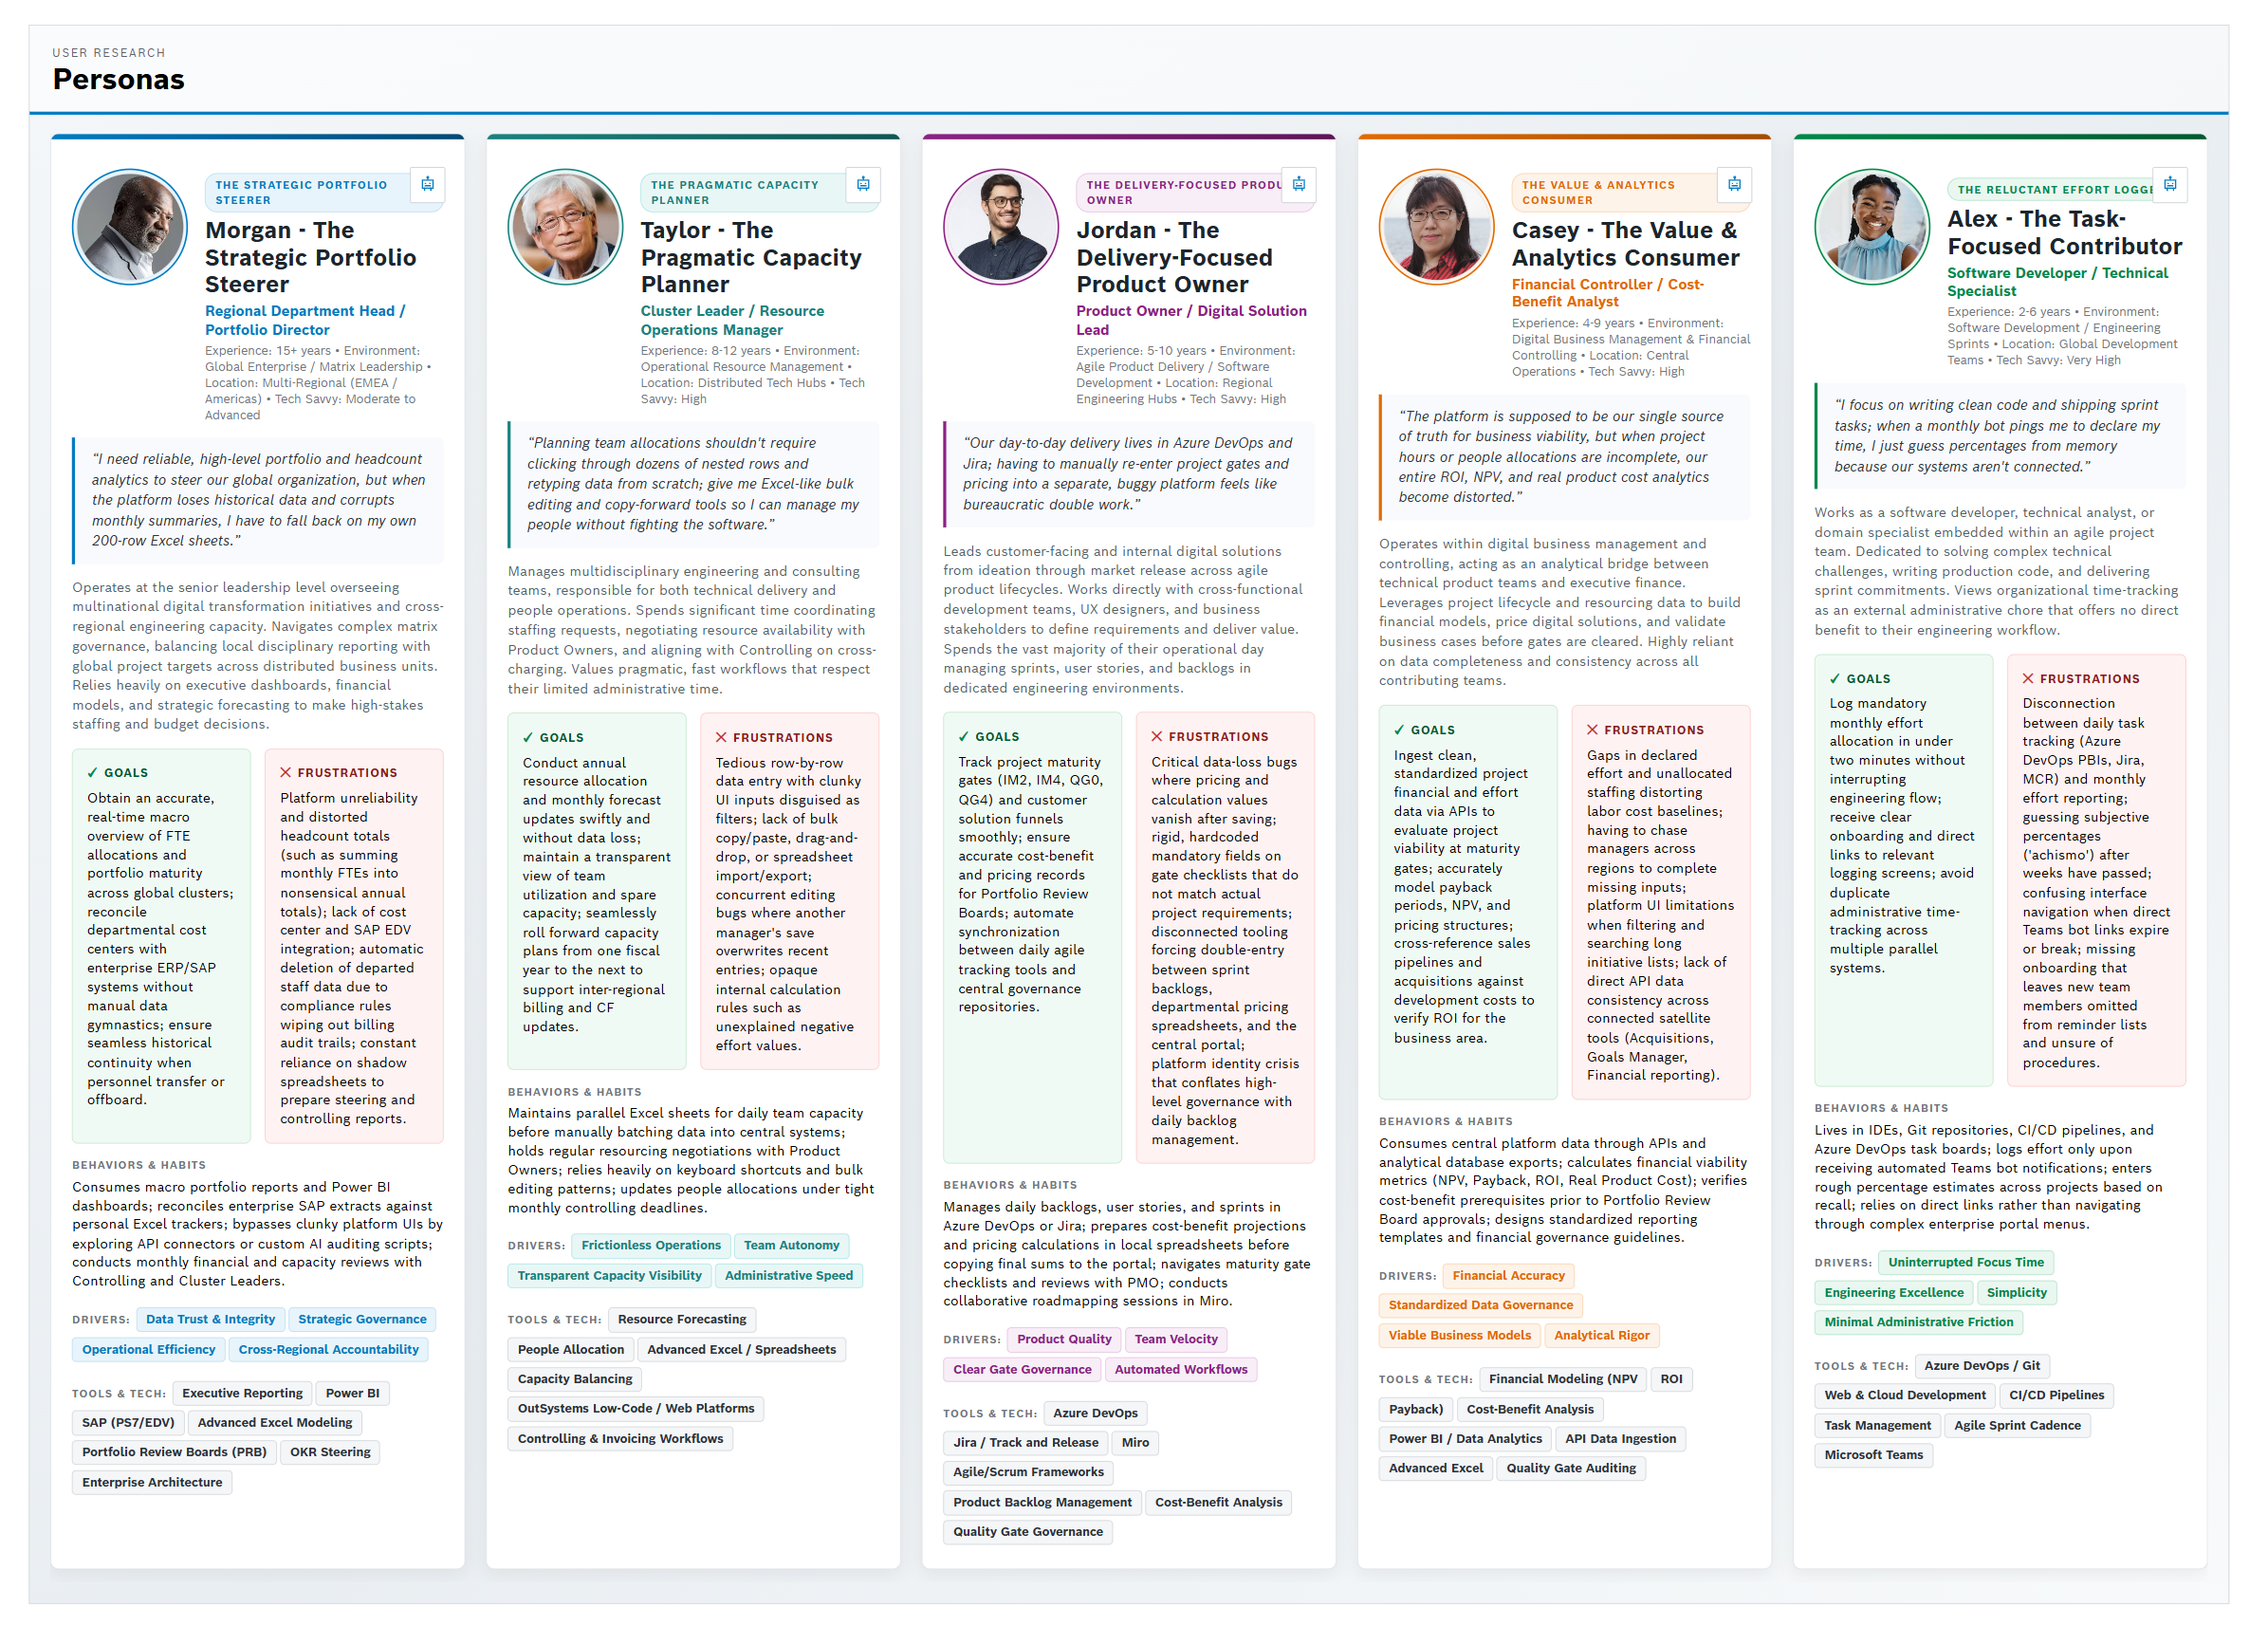 USER RESEARCH
Personas
THE STRATEGIC PORTFOLIO
STEERER
Morgan - The
Strategic Portfolio
Steerer
Regional Department Head /
Portfolio Director
Experience: 15+ years • Environment:
Global Enterprise / Matrix Leadership •
Location: Multi-Regional (EMEA /
Americas) • Tech Savvy: Moderate to
Advanced
“I need reliable, high-level portfolio and headcount
analytics to steer our global organization, but when
the platform loses historical data and corrupts
monthly summaries, I have to fall back on my own
200-row Excel sheets.”
Operates at the senior leadership level overseeing
multinational digital transformation initiatives and cross-
regional engineering capacity. Navigates complex matrix
governance, balancing local disciplinary reporting with
global project targets across distributed business units.
Relies heavily on executive dashboards, financial
models, and strategic forecasting to make high-stakes
staffing and budget decisions.
✓ GOALS
Obtain an accurate,
real-time macro
overview of FTE
allocations and
portfolio maturity
across global clusters;
reconcile
departmental cost
centers with
enterprise ERP/SAP
systems without
manual data
gymnastics; ensure
seamless historical
continuity when
personnel transfer or
offboard.
✕ FRUSTRATIONS
Platform unreliability
and distorted
headcount totals
(such as summing
monthly FTEs into
nonsensical annual
totals); lack of cost
center and SAP EDV
integration; automatic
deletion of departed
staff data due to
compliance rules
wiping out billing
audit trails; constant
reliance on shadow
spreadsheets to
prepare steering and
controlling reports.
BEHAVIORS & HABITS
Consumes macro portfolio reports and Power BI
dashboards; reconciles enterprise SAP extracts against
personal Excel trackers; bypasses clunky platform UIs by
exploring API connectors or custom AI auditing scripts;
conducts monthly financial and capacity reviews with
Controlling and Cluster Leaders.
DRIVERS: Data Trust & Integrity Strategic Governance
Operational Efficiency Cross-Regional Accountability
TOOLS & TECH: Executive Reporting Power BI
SAP (PS7/EDV) Advanced Excel Modeling
Portfolio Review Boards (PRB) OKR Steering
Enterprise Architecture
THE PRAGMATIC CAPACITY
PLANNER
Taylor - The
Pragmatic Capacity
Planner
Cluster Leader / Resource
Operations Manager
Experience: 8-12 years • Environment:
Operational Resource Management •
Location: Distributed Tech Hubs • Tech
Savvy: High
“Planning team allocations shouldn't require
clicking through dozens of nested rows and
retyping data from scratch; give me Excel-like bulk
editing and copy-forward tools so I can manage my
people without fighting the software.”
Manages multidisciplinary engineering and consulting
teams, responsible for both technical delivery and
people operations. Spends significant time coordinating
staffing requests, negotiating resource availability with
Product Owners, and aligning with Controlling on cross-
charging. Values pragmatic, fast workflows that respect
their limited administrative time.
✓ GOALS
Conduct annual
resource allocation
and monthly forecast
updates swiftly and
without data loss;
maintain a transparent
view of team
utilization and spare
capacity; seamlessly
roll forward capacity
plans from one fiscal
year to the next to
support inter-regional
billing and CF
updates.
✕ FRUSTRATIONS
Tedious row-by-row
data entry with clunky
UI inputs disguised as
filters; lack of bulk
copy/paste, drag-and-
drop, or spreadsheet
import/export;
concurrent editing
bugs where another
manager's save
overwrites recent
entries; opaque
internal calculation
rules such as
unexplained negative
effort values.
BEHAVIORS & HABITS
Maintains parallel Excel sheets for daily team capacity
before manually batching data into central systems;
holds regular resourcing negotiations with Product
Owners; relies heavily on keyboard shortcuts and bulk
editing patterns; updates people allocations under tight
monthly controlling deadlines.
DRIVERS: Frictionless Operations Team Autonomy
Transparent Capacity Visibility Administrative Speed
TOOLS & TECH: Resource Forecasting
People Allocation Advanced Excel / Spreadsheets
Capacity Balancing
OutSystems Low-Code / Web Platforms
Controlling & Invoicing Workflows
THE DELIVERY-FOCUSED PRODU
OWNER
Jordan - The
Delivery-Focused
Product Owner
Product Owner / Digital Solution
Lead
Experience: 5-10 years • Environment:
Agile Product Delivery / Software
Development • Location: Regional
Engineering Hubs • Tech Savvy: High
“Our day-to-day delivery lives in Azure DevOps and
Jira; having to manually re-enter project gates and
pricing into a separate, buggy platform feels like
bureaucratic double work.”
Leads customer-facing and internal digital solutions
from ideation through market release across agile
product lifecycles. Works directly with cross-functional
development teams, UX designers, and business
stakeholders to define requirements and deliver value.
Spends the vast majority of their operational day
managing sprints, user stories, and backlogs in
dedicated engineering environments.
✓ GOALS
Track project maturity
gates (IM2, IM4, QG0,
QG4) and customer
solution funnels
smoothly; ensure
accurate cost-benefit
and pricing records
for Portfolio Review
Boards; automate
synchronization
between daily agile
tracking tools and
central governance
repositories.
✕ FRUSTRATIONS
Critical data-loss bugs
where pricing and
calculation values
vanish after saving;
rigid, hardcoded
mandatory fields on
gate checklists that do
not match actual
project requirements;
disconnected tooling
forcing double-entry
between sprint
backlogs,
departmental pricing
spreadsheets, and the
central portal;
platform identity crisis
that conflates high-
level governance with
daily backlog
management.
BEHAVIORS & HABITS
Manages daily backlogs, user stories, and sprints in
Azure DevOps or Jira; prepares cost-benefit projections
and pricing calculations in local spreadsheets before
copying final sums to the portal; navigates maturity gate
checklists and reviews with PMO; conducts
collaborative roadmapping sessions in Miro.
DRIVERS: Product Quality Team Velocity
Clear Gate Governance Automated Workflows
TOOLS & TECH: Azure DevOps
Jira / Track and Release Miro
Agile/Scrum Frameworks
Product Backlog Management Cost-Benefit Analysis
Quality Gate Governance
THE VALUE & ANALYTICS
CONSUMER
Casey - The Value &
Analytics Consumer
Financial Controller / Cost-
Benefit Analyst
Experience: 4-9 years • Environment:
Digital Business Management & Financial
Controlling • Location: Central
Operations • Tech Savvy: High
“The platform is supposed to be our single source
of truth for business viability, but when project
hours or people allocations are incomplete, our
entire ROI, NPV, and real product cost analytics
become distorted.”
Operates within digital business management and
controlling, acting as an analytical bridge between
technical product teams and executive finance.
Leverages project lifecycle and resourcing data to build
financial models, price digital solutions, and validate
business cases before gates are cleared. Highly reliant
on data completeness and consistency across all
contributing teams.
✓ GOALS
Ingest clean,
standardized project
financial and effort
data via APIs to
evaluate project
viability at maturity
gates; accurately
model payback
periods, NPV, and
pricing structures;
cross-reference sales
pipelines and
acquisitions against
development costs to
verify ROI for the
business area.
✕ FRUSTRATIONS
Gaps in declared
effort and unallocated
staffing distorting
labor cost baselines;
having to chase
managers across
regions to complete
missing inputs;
platform UI limitations
when filtering and
searching long
initiative lists; lack of
direct API data
consistency across
connected satellite
tools (Acquisitions,
Goals Manager,
Financial reporting).
BEHAVIORS & HABITS
Consumes central platform data through APIs and
analytical database exports; calculates financial viability
metrics (NPV, Payback, ROI, Real Product Cost); verifies
cost-benefit prerequisites prior to Portfolio Review
Board approvals; designs standardized reporting
templates and financial governance guidelines.
DRIVERS: Financial Accuracy
Standardized Data Governance
Viable Business Models Analytical Rigor
TOOLS & TECH: Financial Modeling (NPV ROI
Payback) Cost-Benefit Analysis
Power BI / Data Analytics API Data Ingestion
Advanced Excel Quality Gate Auditing
THE RELUCTANT EFFORT LOGGE
Alex - The Task-
Focused Contributor
Software Developer / Technical
Specialist
Experience: 2-6 years • Environment:
Software Development / Engineering
Sprints • Location: Global Development
Teams • Tech Savvy: Very High
“I focus on writing clean code and shipping sprint
tasks; when a monthly bot pings me to declare my
time, I just guess percentages from memory
because our systems aren't connected.”
Works as a software developer, technical analyst, or
domain specialist embedded within an agile project
team. Dedicated to solving complex technical
challenges, writing production code, and delivering
sprint commitments. Views organizational time-tracking
as an external administrative chore that offers no direct
benefit to their engineering workflow.
✓ GOALS
Log mandatory
monthly effort
allocation in under
two minutes without
interrupting
engineering flow;
receive clear
onboarding and direct
links to relevant
logging screens; avoid
duplicate
administrative time-
tracking across
multiple parallel
systems.
✕ FRUSTRATIONS
Disconnection
between daily task
tracking (Azure
DevOps PBIs, Jira,
MCR) and monthly
effort reporting;
guessing subjective
percentages
('achismo') after
weeks have passed;
confusing interface
navigation when direct
Teams bot links expire
or break; missing
onboarding that
leaves new team
members omitted
from reminder lists
and unsure of
procedures.
BEHAVIORS & HABITS
Lives in IDEs, Git repositories, CI/CD pipelines, and
Azure DevOps task boards; logs effort only upon
receiving automated Teams bot notifications; enters
rough percentage estimates across projects based on
recall; relies on direct links rather than navigating
through complex enterprise portal menus.
DRIVERS: Uninterrupted Focus Time
Engineering Excellence Simplicity
Minimal Administrative Friction
TOOLS & TECH: Azure DevOps / Git
Web & Cloud Development CI/CD Pipelines
Task Management Agile Sprint Cadence
Microsoft Teams